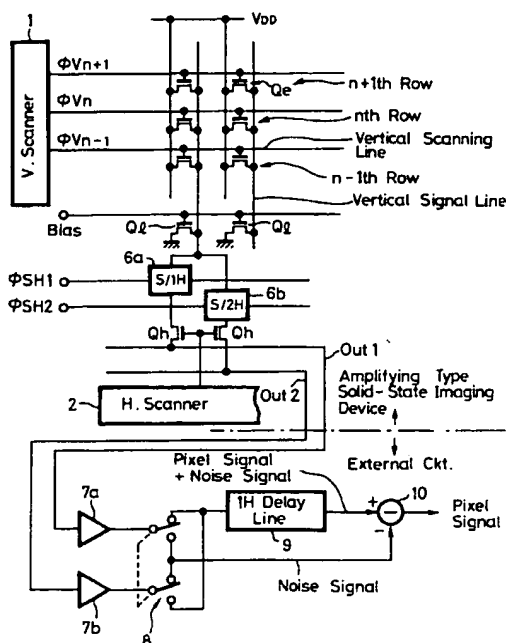 1
VDD
ΦVn+1
Qe
n+1th Row
V. Scanner
ΦVn
nth Row
Vertical Scanning
Line
ΦVn-1
n-1th Row
Vertical Signal Line
Bias
Qℓ
Qℓ
6a
ΦSH1
S/1H
6b
ΦSH2
S/2H
Qh
Qh
Out 1
2
H. Scanner
Out 2
Amplifying Type
Solid-State Imaging
Device
External Ckt.
Pixel Signal
+ Noise Signal
7a
1H Delay
Line
+
10
Pixel
Signal
-
9
Noise Signal
7b
8